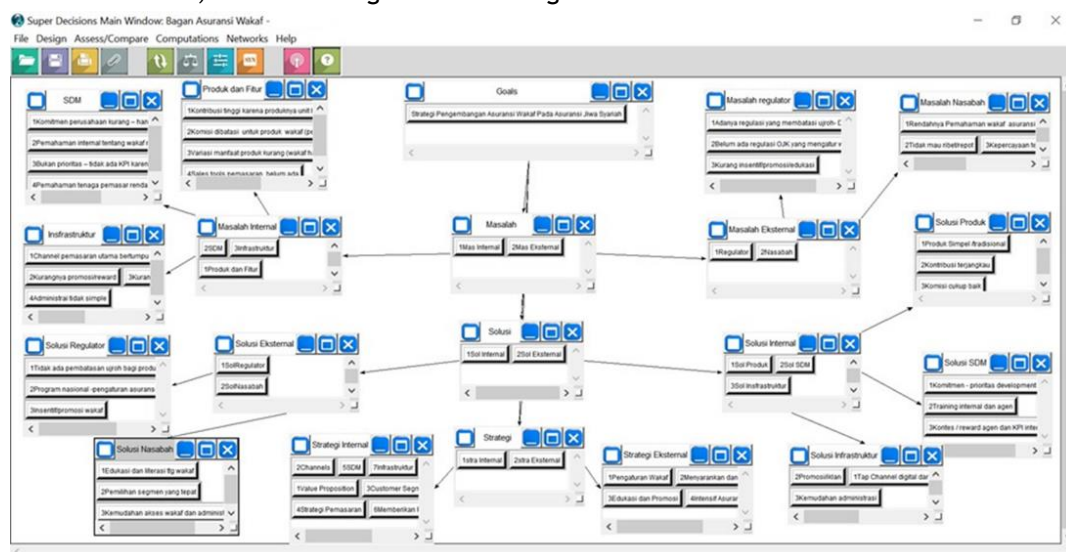 Super Decisions Main Window: Bagan Asuransi Wakaf -
File Design Assess/Compare Computations Networks Help
SDM
1Komitmen perusahaan kurang – han
2Pemahaman internal tentang wakaf r
3Bukan prioritas – tidak ada KPI karen
4Pemahaman tenaga pemasar renda
Produk dan Fitur
1Kontribusi tinggi karena produknya unit l
2Komisi dibatasi untuk produk wakaf (pe
3Variasi manfaat produk kurang (wakaf h
4Sales tools pemasaran belum ada
Goals
Strategi Pengembangan Asuransi Wakaf Pada Asuransi Jiwa Syariah
Masalah regulator
1Adanya regulasi yang membatasi ujroh- D
2Belum ada regulasi OJK yang mengatur w
3Kurang insentif/promosi/edukasi
Masalah Nasabah
1Rendahnya Pemahaman wakaf asuransi
2Tidak mau ribet/repot
3Kepercayaan te
Insfrastruktur
1Channel pemasaran utama bertumpu
2Kurangnya promosi/reward
3Kuran
4Administrai tidak simple
Masalah Internal
2SDM
3Infrastruktur
1Produk dan Fitur
Masalah
1Mas Internal
2Mas Eksternal
Masalah Eksternal
1Regulator
2Nasabah
Solusi Produk
1Produk Simpel /tradisional
2Kontribusi terjangkau
3Komisi cukup baik
Solusi Regulator
1Tidak ada pembatasan ujroh bagi produ
2Program nasional -pengaturan asurans
3Insentif/promosi wakaf
Solusi Eksternal
1SolRegulator
2SolNasabah
Solusi
1Sol Internal
2Sol Eksternal
Solusi Internal
1Sol Produk
2Sol SDM
3Sol Insfrastruktur
Solusi SDM
1Komitmen - prioritas development
2Training internal dan agen
3Kontes / reward agen dan KPI inter
Solusi Nasabah
1Edukasi dan literasi ttg wakaf
2Pemilihan segmen yang tepat
3Kemudahan akses wakaf dan administ
Strategi Internal
2Channels
5SDM
7Infrastruktur
1Value Proposition
3Customer Segn
4Strategi Pemasaran
6Memberikan
Strategi
1stra Internal
2stra Eksternal
Strategi Eksternal
1Pengaturan Wakaf
2Menyarankan dan
3Edukasi dan Promosi
4Intensif Asurar
Solusi Infrastruktur
2Promosi/Iklan
1Tap Channel digital dar
3Kemudahan administrasi